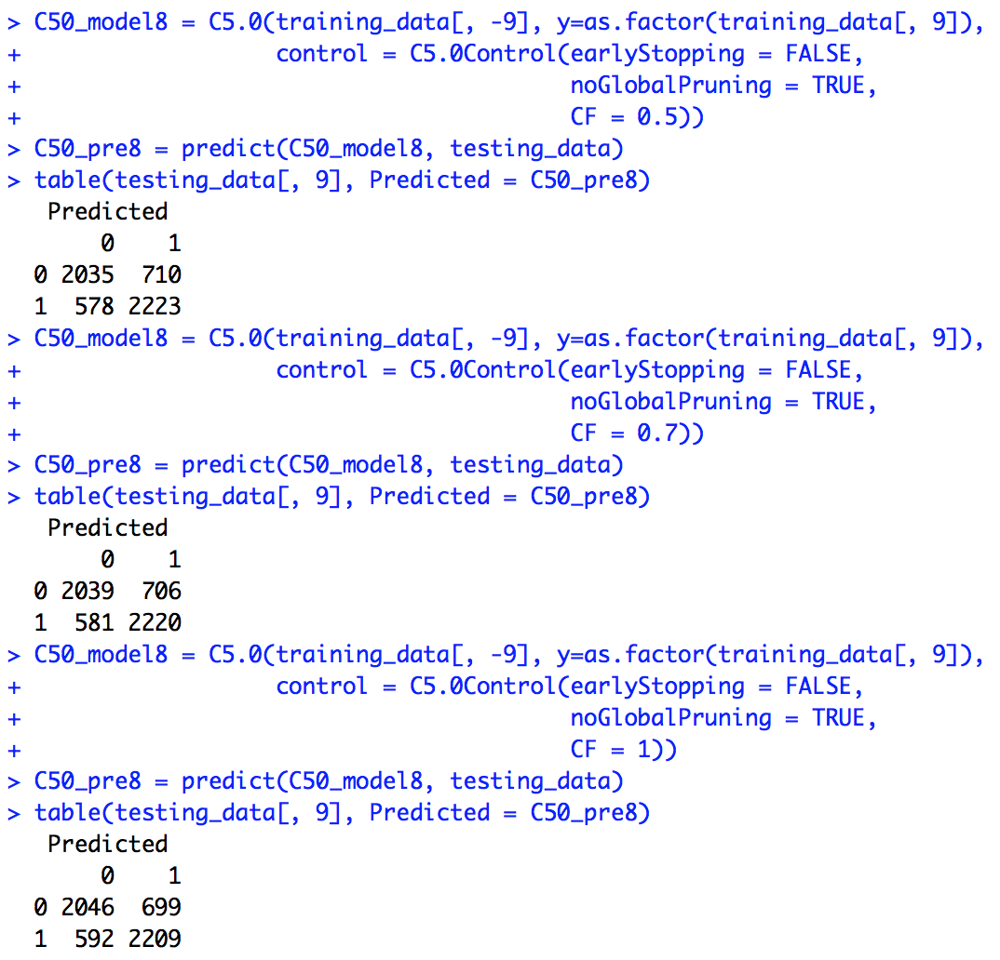 > C50_model8 = C5.0(training_data[, -9], y=as.factor(training_data[, 9]),
+                   control = C5.0Control(earlyStopping = FALSE,
+                                         noGlobalPruning = TRUE,
+                                         CF = 0.5))
> C50_pre8 = predict(C50_model8, testing_data)
> table(testing_data[, 9], Predicted = C50_pre8)
   Predicted
       0    1
  0 2035  710
  1  578 2223
> C50_model8 = C5.0(training_data[, -9], y=as.factor(training_data[, 9]),
+                   control = C5.0Control(earlyStopping = FALSE,
+                                         noGlobalPruning = TRUE,
+                                         CF = 0.7))
> C50_pre8 = predict(C50_model8, testing_data)
> table(testing_data[, 9], Predicted = C50_pre8)
   Predicted
       0    1
  0 2039  706
  1  581 2220
> C50_model8 = C5.0(training_data[, -9], y=as.factor(training_data[, 9]),
+                   control = C5.0Control(earlyStopping = FALSE,
+                                         noGlobalPruning = TRUE,
+                                         CF = 1))
> C50_pre8 = predict(C50_model8, testing_data)
> table(testing_data[, 9], Predicted = C50_pre8)
   Predicted
       0    1
  0 2046  699
  1  592 2209